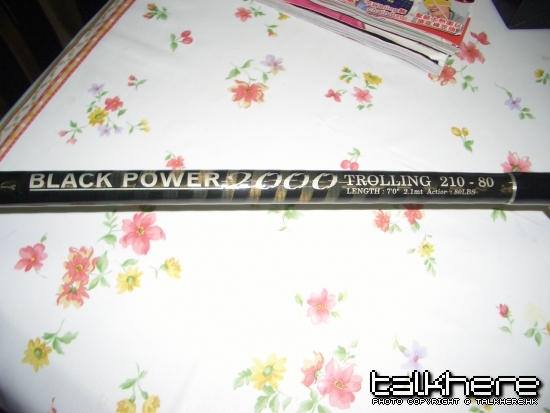 BLACK POWER 2000 TROLLING 210 - 80
LENGTH : 7'0" 2.1mt Action : 80LBS
talkhere
PHOTO COPYRIGHT © TALKHERE.HK